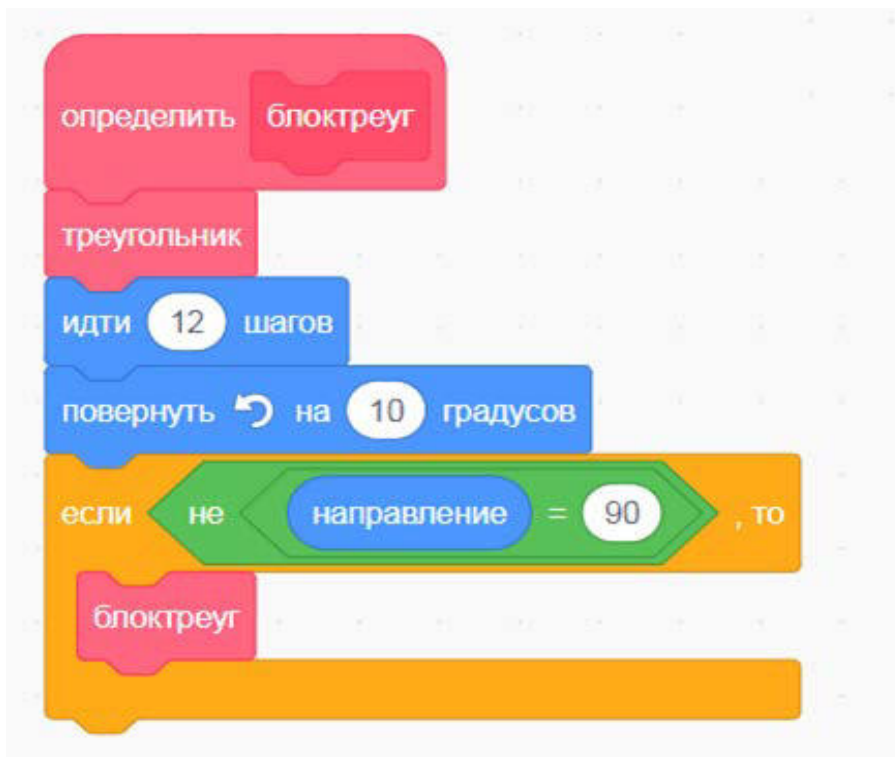 определить блоктреуг
треугольник
идти 12 шагов
повернуть на 10 градусов
если не направление = 90 , то
блоктреуг